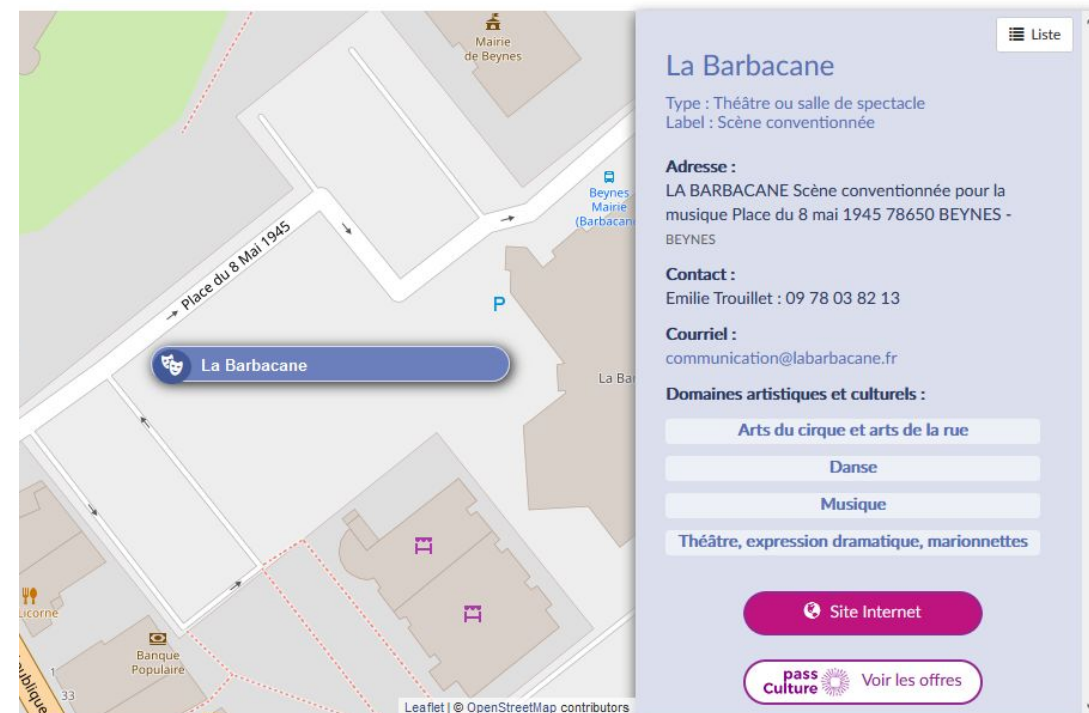 Mairie
de Beynes
Beynes
Mairie
(Barbacan
Place du 8 Mai 1945
P
La Barbacane
La Bar
Licorne
Banque
Populaire
1
33
ublique
Leaflet | © OpenStreetMap contributors
Liste
La Barbacane
Type : Théâtre ou salle de spectacle
Label : Scène conventionnée
Adresse :
LA BARBACANE Scène conventionnée pour la
musique Place du 8 mai 1945 78650 BEYNES -
BEYNES
Contact :
Emilie Trouillet : 09 78 03 82 13
Courriel :
communication@labarbacane.fr
Domaines artistiques et culturels :
Arts du cirque et arts de la rue
Danse
Musique
Théâtre, expression dramatique, marionnettes
Site Internet
pass
Culture
Voir les offres